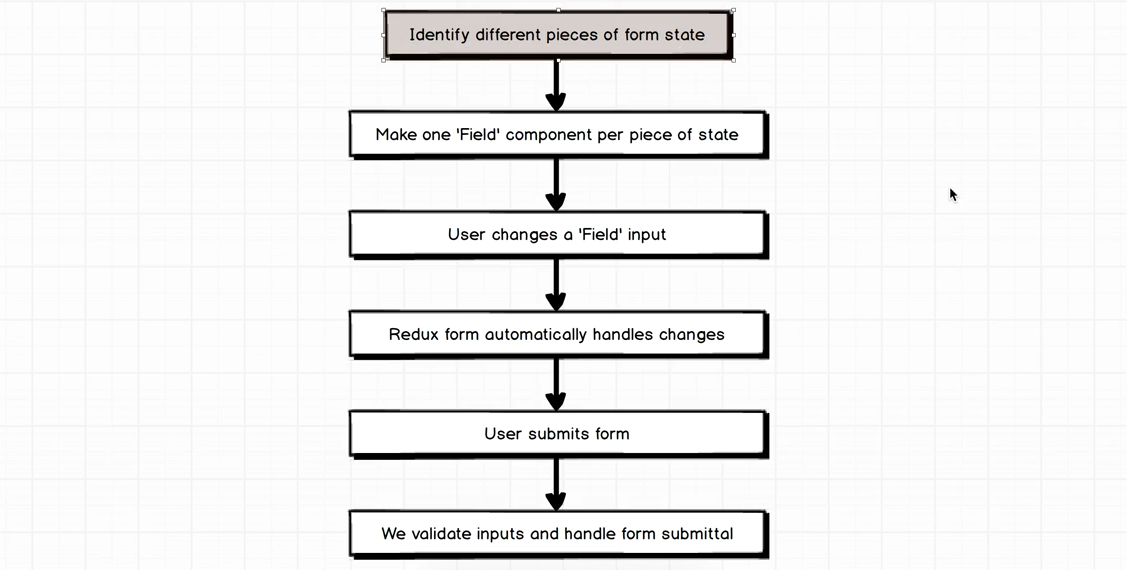 Identify different pieces of form state
Make one 'Field' component per piece of state
User changes a 'Field' input
Redux form automatically handles changes
User submits form
We validate inputs and handle form submittal